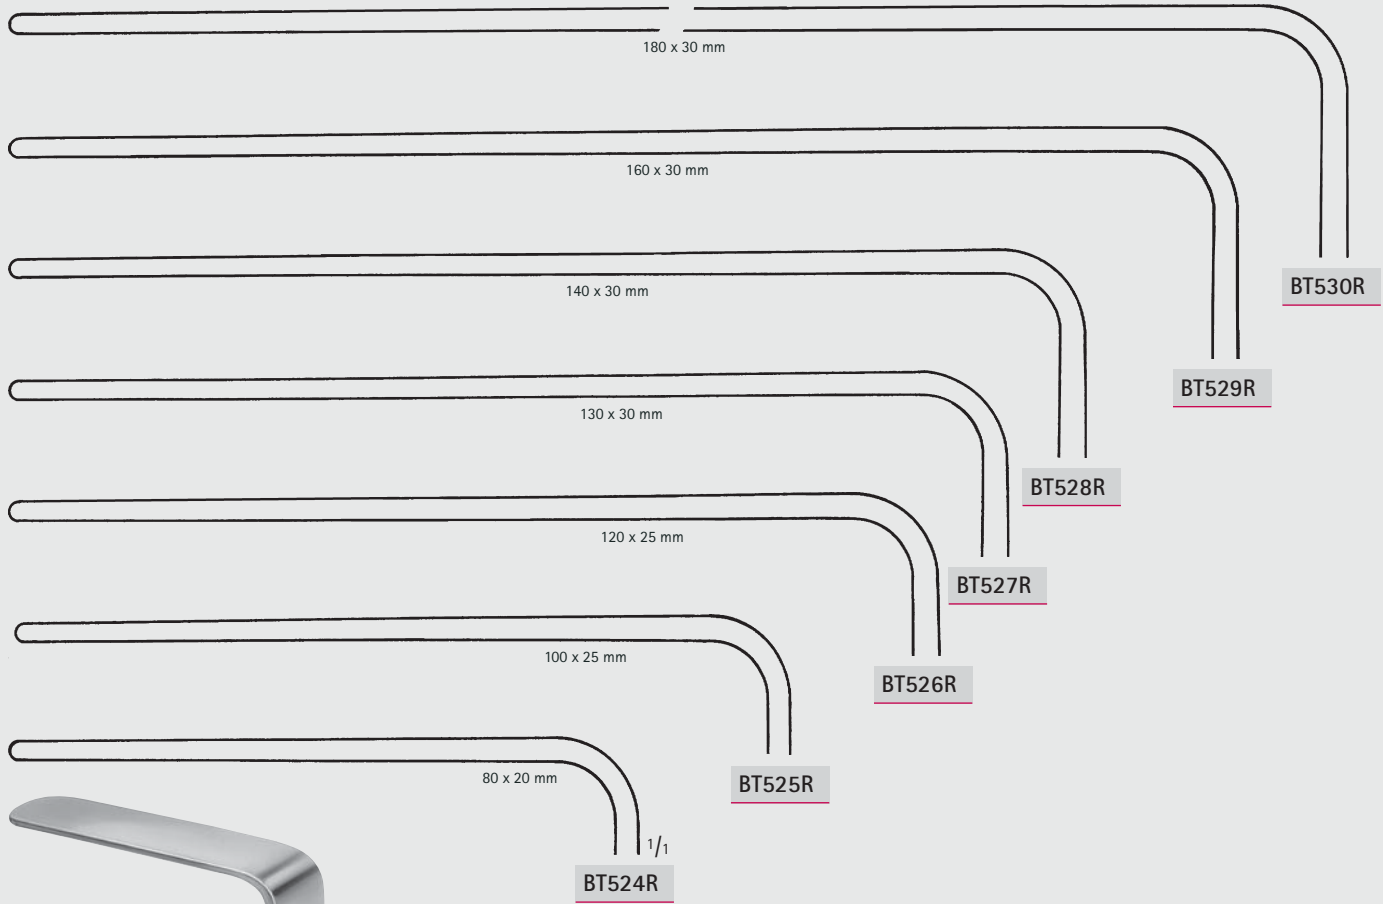 180 x 30 mm
160 x 30 mm
BT530R
140 x 30 mm
BT529R
130 x 30 mm
BT528R
120 x 25 mm
BT527R
100 x 25 mm
BT526R
80 x 20 mm
BT525R
1/1
BT524R